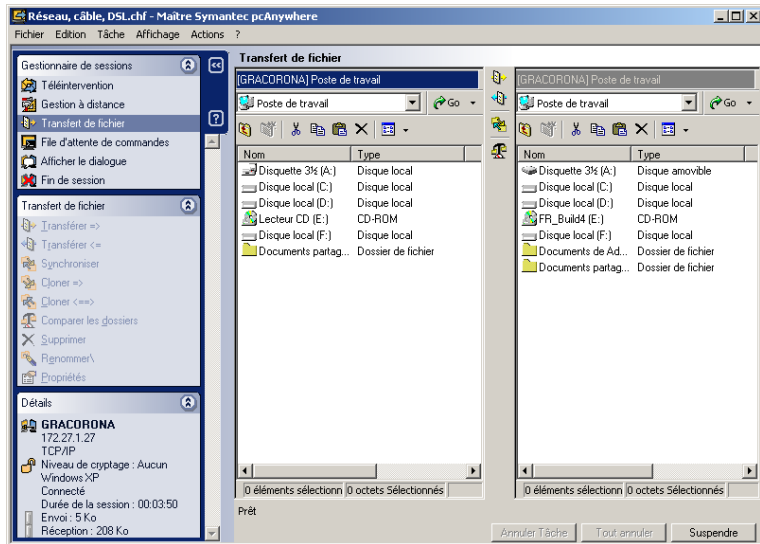 Réseau, câble, DSL.chf - Maître Symantec pcAnywhere
Fichier Edition Tâche Affichage Actions ?
Gestionnaire de sessions
Téléintervention
Gestion à distance
Transfert de fichier
File d'attente de commandes
Afficher le dialogue
Fin de session
Transfert de fichier
Transférer =>
Transférer <=
Synchroniser
Cloner =>
Cloner <==>
Comparer les dossiers
Supprimer
Renommer\
Propriétés
Détails
GRACORONA
172.27.1.27
TCP/IP
Niveau de cryptage : Aucun
Windows XP
Connecté
Durée de la session : 00:03:50
Envoi : 5 Ko
Réception : 208 Ko
Transfert de fichier
[GRACORONA] Poste de travail
Poste de travail
Go
Nom Type
Disquette 3½ (A:) Disque local
Disque local (C:) Disque local
Disque local (D:) Disque local
Lecteur CD (E:) CD-ROM
Disque local (F:) Disque local
Documents partag... Dossier de fichier
0 éléments sélectionn 0 octets Sélectionnés
[GRACORONA] Poste de travail
Poste de travail
Go
Nom Type
Disquette 3½ (A:) Disque amovible
Disque local (C:) Disque local
Disque local (D:) Disque local
FR_Build4 (E:) CD-ROM
Disque local (F:) Disque local
Documents de Ad... Dossier de fichier
Documents partag... Dossier de fichier
0 éléments sélectionn 0 octets Sélectionnés
Prêt
Annuler Tâche Tout annuler Suspendre